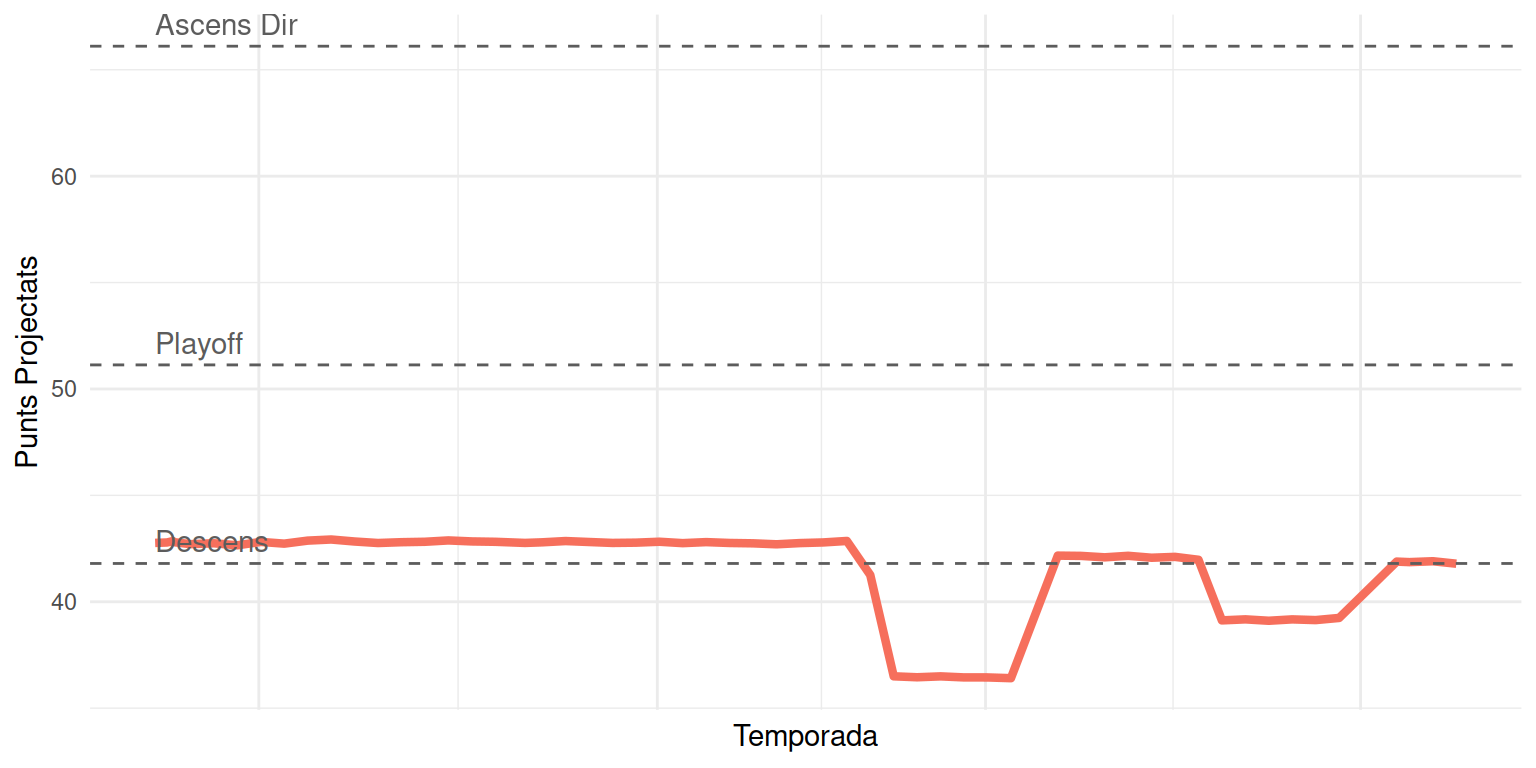 Ascens Dir
60
Playoff
50
Descens
40
Punts Projectats
Temporada